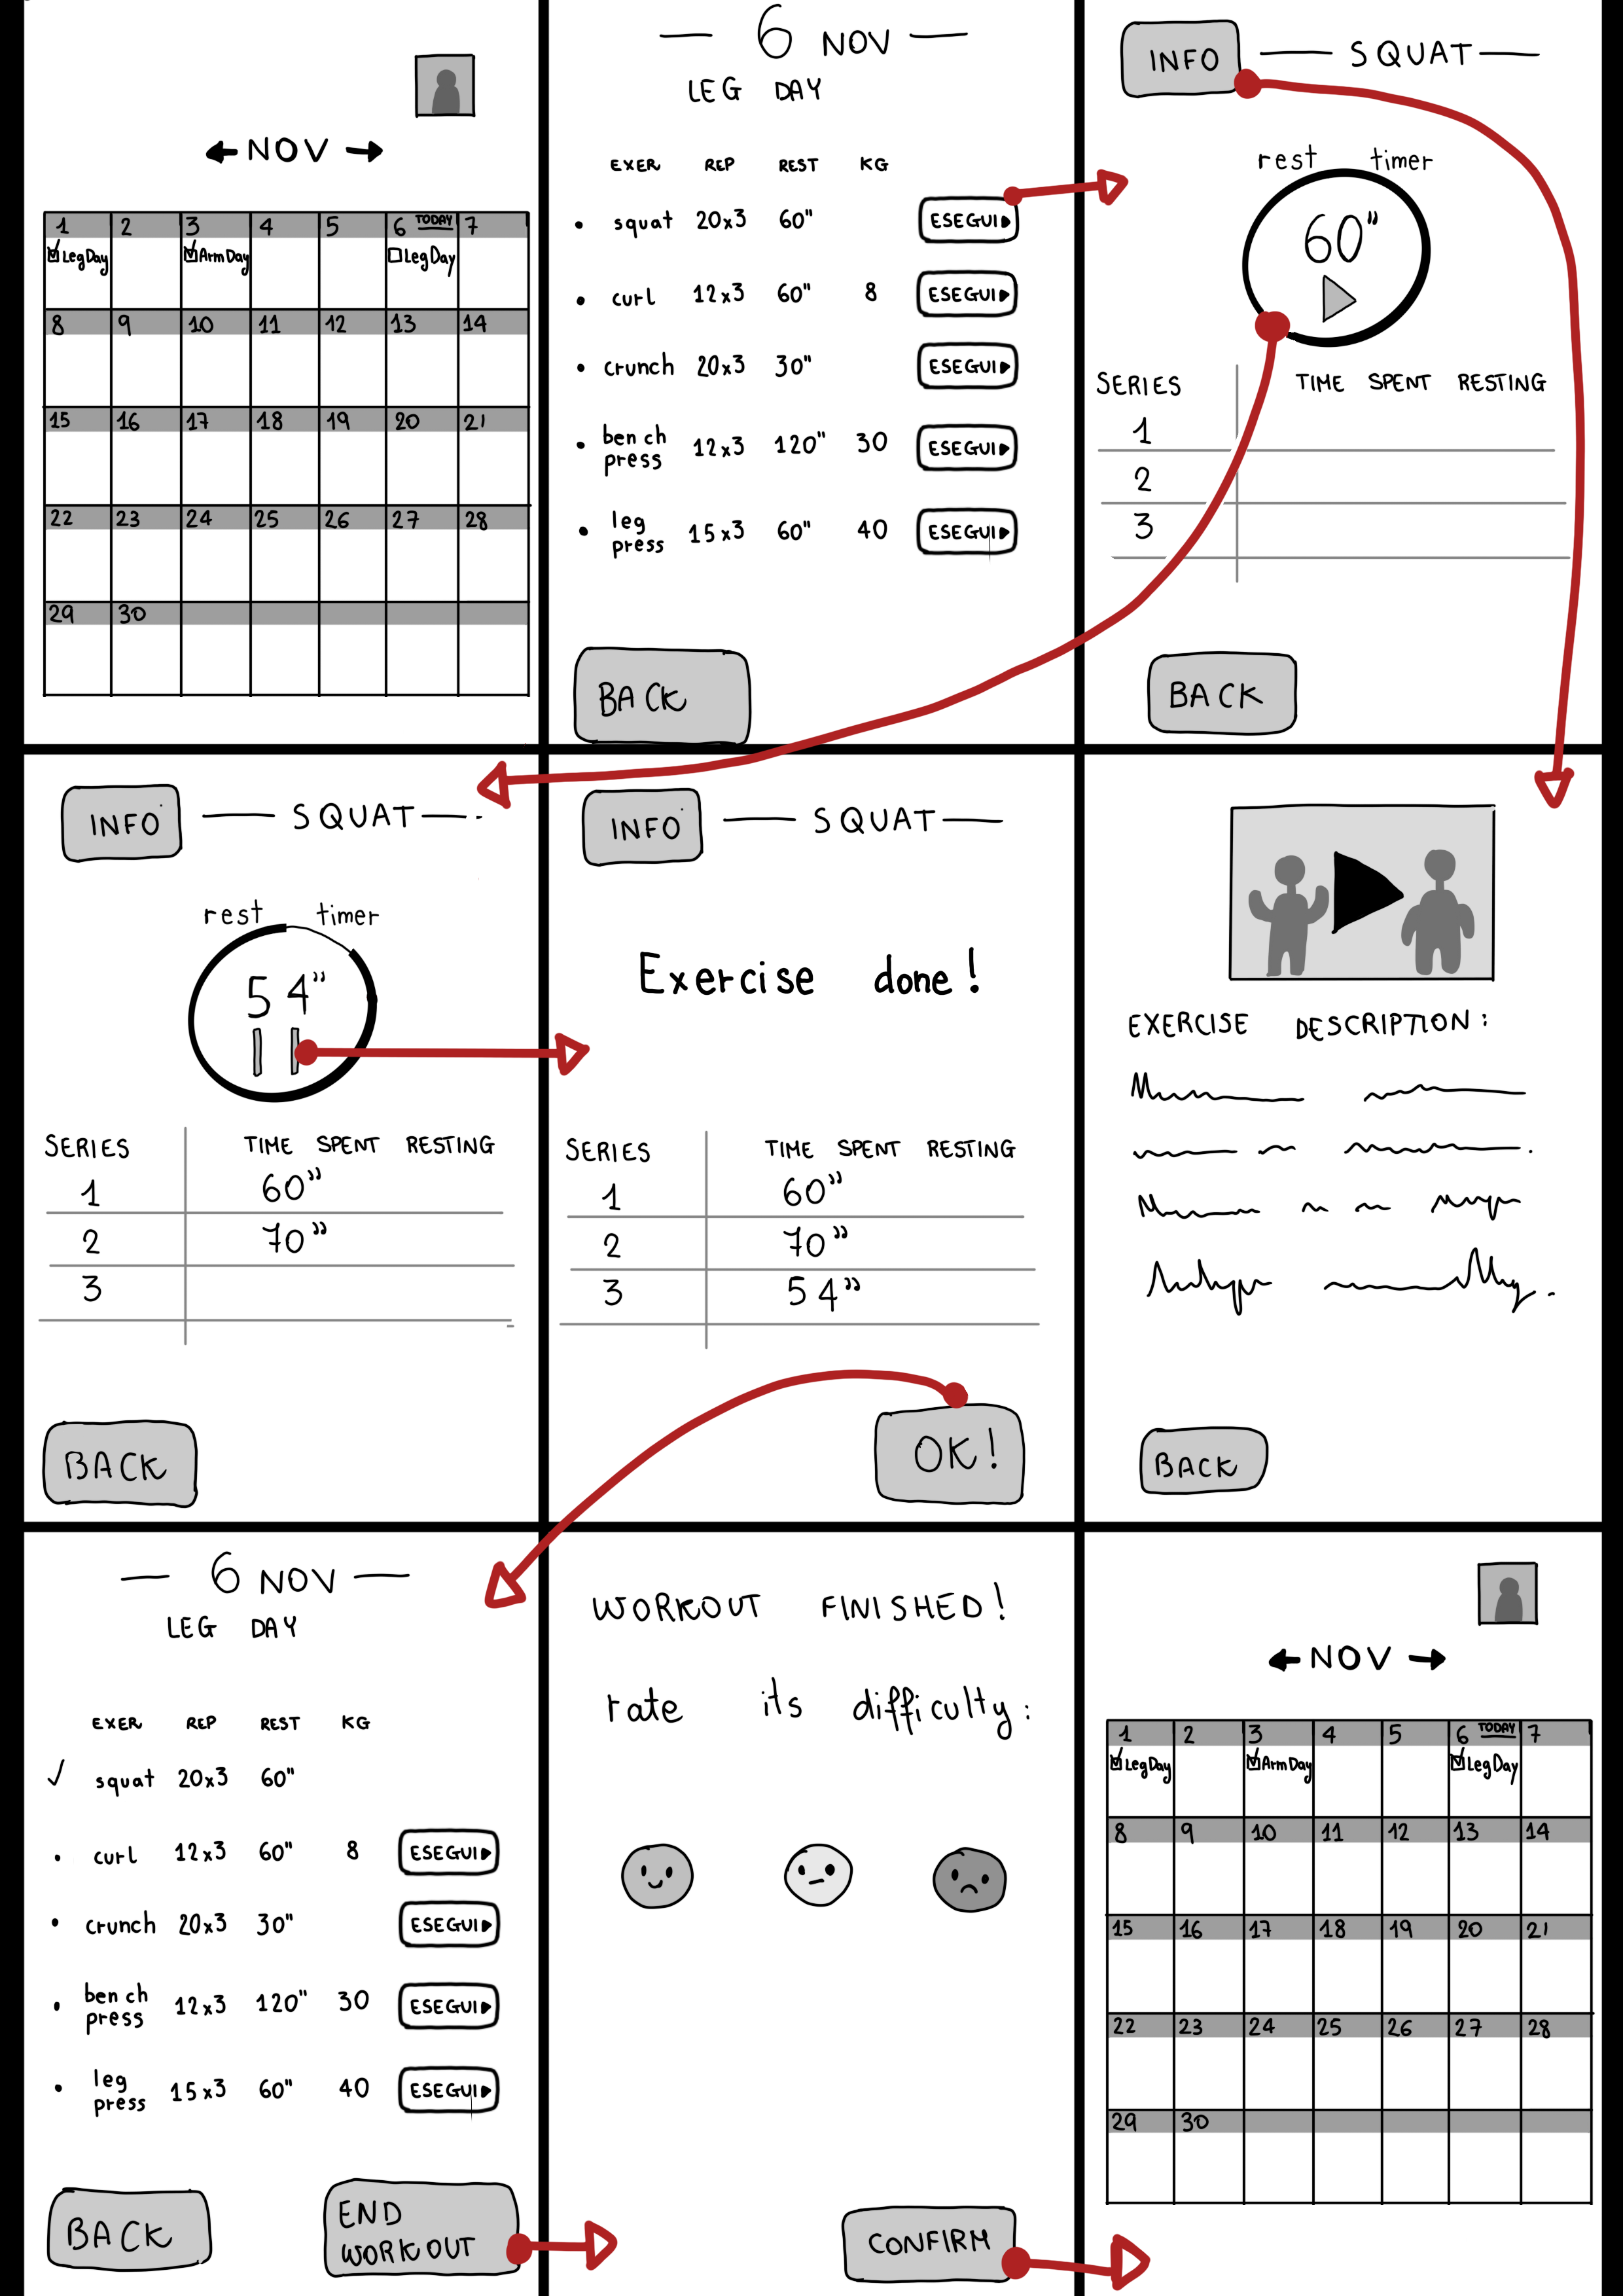 ← NOV →
1 2 3 4 5 6 TODAY 7
Leg Day Arm Day Leg Day
8 9 10 11 12 13 14
15 16 17 18 19 20 21
22 23 24 25 26 27 28
29 30
— 6 NOV —
LEG DAY
EXER REP REST KG
• squat 20x3 60" ESEGUI
• curl 12x3 60" 8 ESEGUI
• crunch 20x3 30" ESEGUI
• bench
press 12x3 120" 30 ESEGUI
• leg
press 15x3 60" 40 ESEGUI
BACK
INFO — SQUAT —
rest timer
60"
SERIES TIME SPENT RESTING
1
2
3
BACK
INFO — SQUAT —
rest timer
54"
SERIES TIME SPENT RESTING
1 60"
2 70"
3
BACK
INFO — SQUAT —
Exercise done!
SERIES TIME SPENT RESTING
1 60"
2 70"
3 54"
OK!
EXERCISE DESCRIPTION:
BACK
— 6 NOV —
LEG DAY
EXER REP REST KG
✓ squat 20x3 60"
• curl 12x3 60" 8 ESEGUI
• crunch 20x3 30" ESEGUI
• bench
press 12x3 120" 30 ESEGUI
• leg
press 15x3 60" 40 ESEGUI
BACK
END
WORKOUT
WORKOUT FINISHED!
rate its difficulty:
CONFIRM
← NOV →
1 2 3 4 5 6 TODAY 7
Leg Day Arm Day Leg Day
8 9 10 11 12 13 14
15 16 17 18 19 20 21
22 23 24 25 26 27 28
29 30